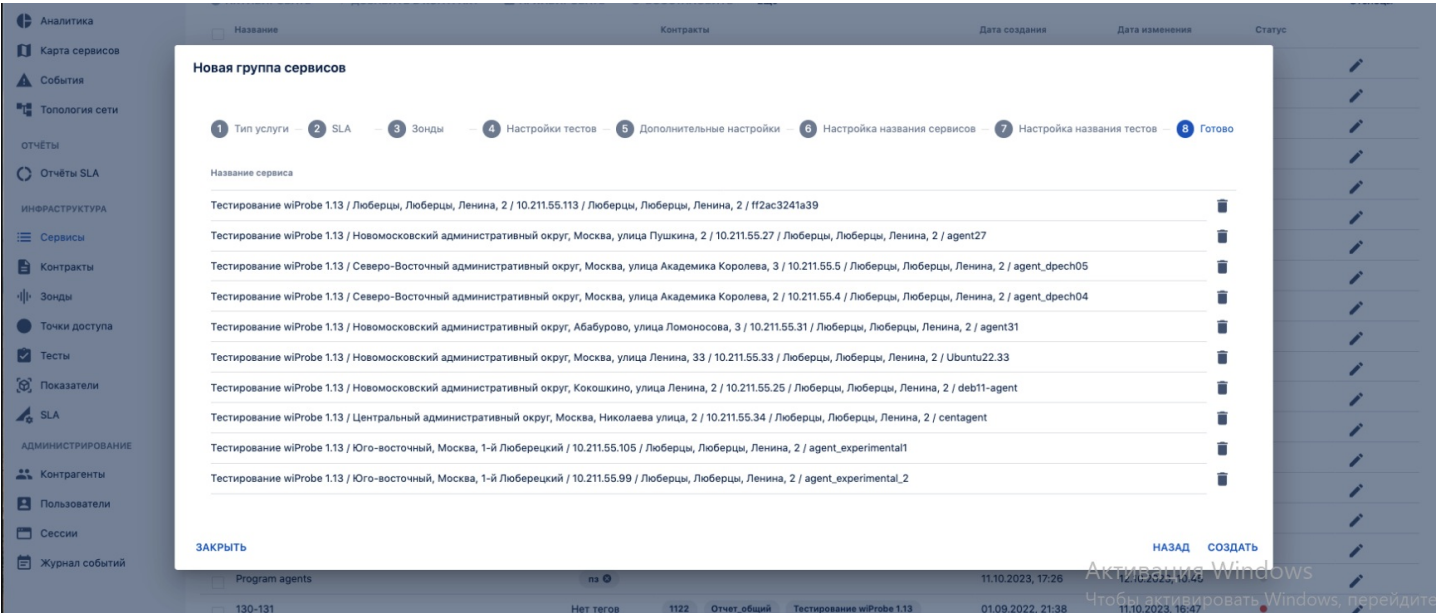 Аналитика
Название Контракты Дата создания Дата изменения Статус
Карта сервисов
Новая группа сервисов
События
Топология сети
1 Тип услуги 2 SLA 3 Зонды 4 Настройки тестов 5 Дополнительные настройки 6 Настройка названия сервисов 7 Настройка названия тестов 8 Готово
ОТЧЁТЫ
Отчёты SLA
Название сервиса
ИНФРАСТРУКТУРА
Тестирование wiProbe 1.13 / Люберцы, Люберцы, Ленина, 2 / 10.211.55.113 / Люберцы, Люберцы, Ленина, 2 / ff2ac3241a39
Сервисы
Тестирование wiProbe 1.13 / Новомосковский административный округ, Москва, улица Пушкина, 2 / 10.211.55.27 / Люберцы, Люберцы, Ленина, 2 / agent27
Контракты
Тестирование wiProbe 1.13 / Северо-Восточный административный округ, Москва, улица Академика Королева, 3 / 10.211.55.5 / Люберцы, Люберцы, Ленина, 2 / agent_dpech05
Зонды
Тестирование wiProbe 1.13 / Северо-Восточный административный округ, Москва, улица Академика Королева, 2 / 10.211.55.4 / Люберцы, Люберцы, Ленина, 2 / agent_dpech04
Точки доступа
Тестирование wiProbe 1.13 / Новомосковский административный округ, Абабурово, улица Ломоносова, 3 / 10.211.55.31 / Люберцы, Люберцы, Ленина, 2 / agent31
Тесты
Тестирование wiProbe 1.13 / Новомосковский административный округ, Москва, улица Ленина, 33 / 10.211.55.33 / Люберцы, Люберцы, Ленина, 2 / Ubuntu22.33
Показатели
Тестирование wiProbe 1.13 / Новомосковский административный округ, Кокошкино, улица Ленина, 2 / 10.211.55.25 / Люберцы, Люберцы, Ленина, 2 / deb11-agent
SLA
Тестирование wiProbe 1.13 / Центральный административный округ, Москва, Николаева улица, 2 / 10.211.55.34 / Люберцы, Люберцы, Ленина, 2 / centagent
АДМИНИСТРИРОВАНИЕ
Тестирование wiProbe 1.13 / Юго-восточный, Москва, 1-й Люберецкий / 10.211.55.105 / Люберцы, Люберцы, Ленина, 2 / agent_experimental1
Контрагенты
Тестирование wiProbe 1.13 / Юго-восточный, Москва, 1-й Люберецкий / 10.211.55.99 / Люберцы, Люберцы, Ленина, 2 / agent_experimental_2
Пользователи
Сессии
ЗАКРЫТЬ НАЗАД СОЗДАТЬ
Журнал событий
Активация Windows
Program agents пз 11.10.2023, 17:26
Чтобы активировать Windows, перейдите
130-131 Нет тегов 1122 Отчет_общий Тестирование wiProbe 1.13 01.09.2022, 21:38 11.10.2023, 16:47